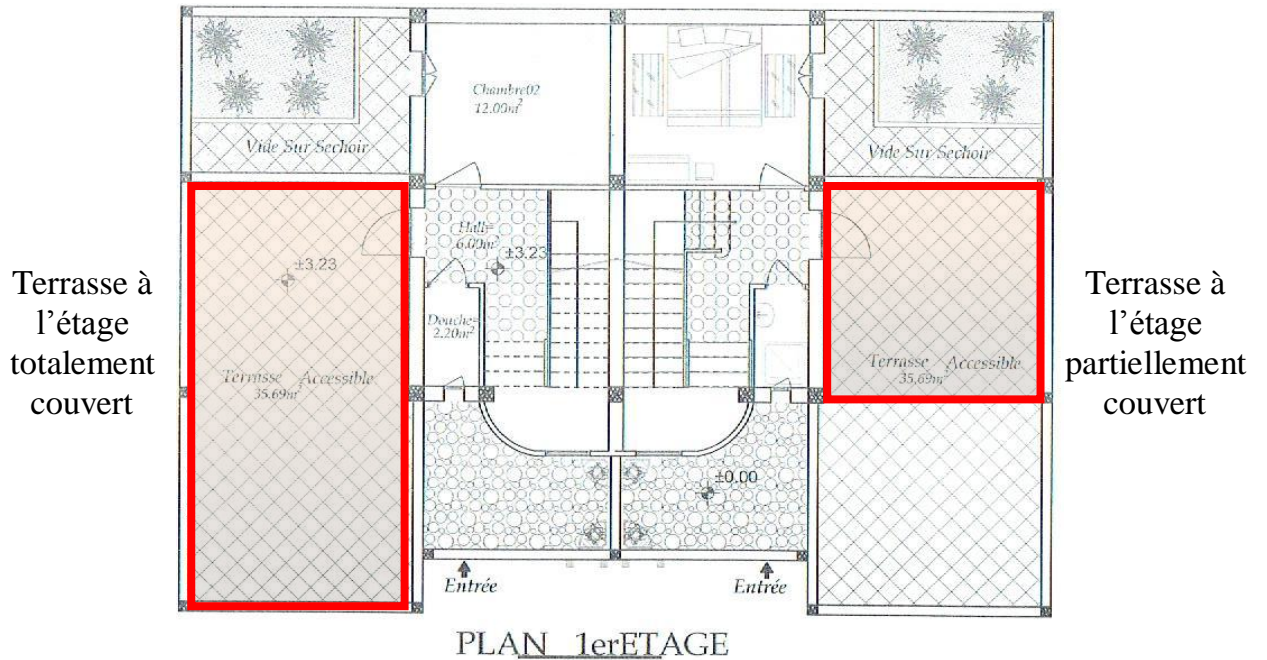 Chambre02
12.00m²
Vide Sur Sechoir
Vide Sur Sechoir
Hall=
6.00m²
±3.23
±3.23
Terrasse à
l’étage
totalement
couvert
Terrasse à
l’étage
partiellement
couvert
Douche=
2.20m²
Terrasse Accessible
35.69m²
Terrasse Accessible
35.69m²
±0.00
Entrée
Entrée
PLAN 1erETAGE